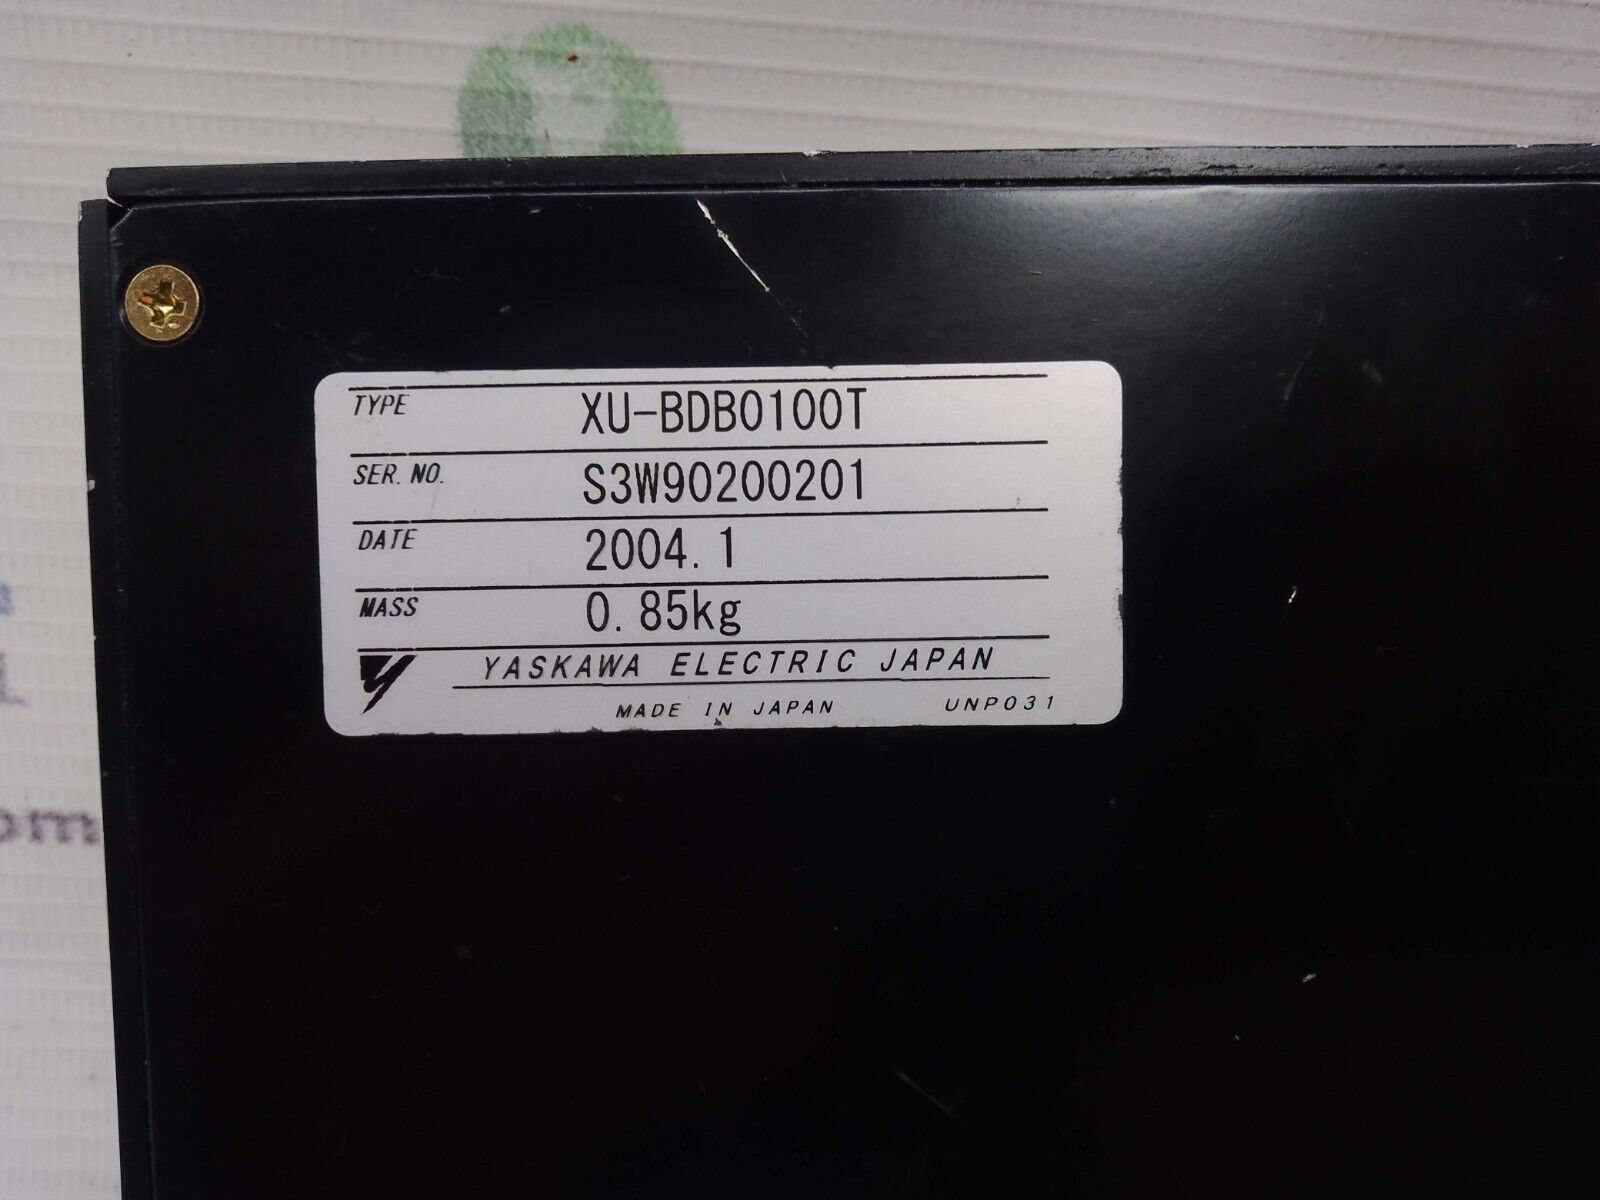 TYPE XU-BDB0100T
SER. NO. S3W90200201
DATE 2004.1
MASS 0.85kg
YASKAWA ELECTRIC JAPAN
MADE IN JAPAN UNP031
om